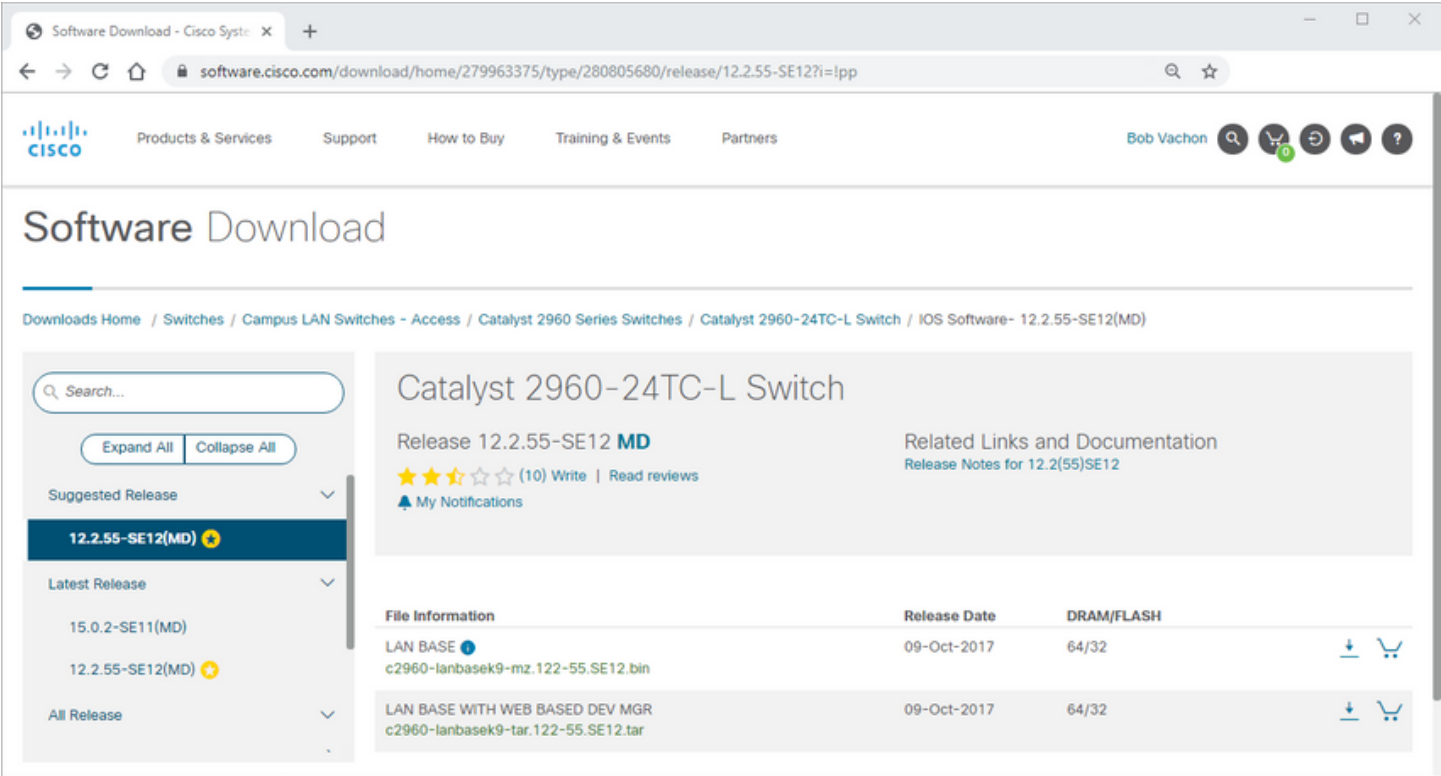 Software Download - Cisco Syste
software.cisco.com/download/home/279963375/type/280805680/release/12.2.55-SE12?i=!pp
CISCO
Products & Services Support How to Buy Training & Events Partners
Bob Vachon 0 ?
Software Download
Downloads Home / Switches / Campus LAN Switches - Access / Catalyst 2960 Series Switches / Catalyst 2960-24TC-L Switch / IOS Software- 12.2.55-SE12(MD)
Search...
Expand All Collapse All
Suggested Release
12.2.55-SE12(MD)
Latest Release
15.0.2-SE11(MD)
12.2.55-SE12(MD)
All Release
Catalyst 2960-24TC-L Switch
Release 12.2.55-SE12 MD
(10) Write | Read reviews
My Notifications
Related Links and Documentation
Release Notes for 12.2(55)SE12
File Information Release Date DRAM/FLASH
LAN BASE i 09-Oct-2017 64/32
c2960-lanbasek9-mz.122-55.SE12.bin
LAN BASE WITH WEB BASED DEV MGR 09-Oct-2017 64/32
c2960-lanbasek9-tar.122-55.SE12.tar